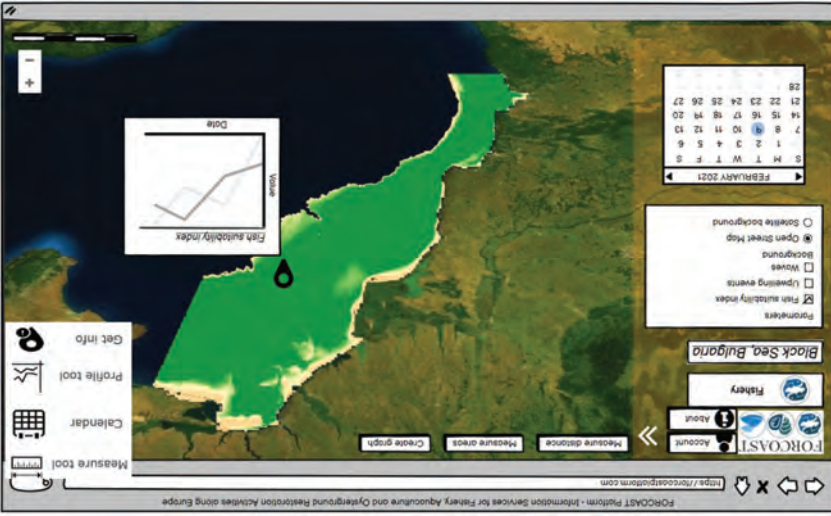 FORCOAST Platform - Information Services for Fishery, Aquaculture and Oysterground Restoration Activities along Europe
https://forcoastplatform.com
FORCOAST
Account
About
Fishery
Black Sea, Bulgaria
Parameters
Fish suitability index
Upwelling events
Waves
Background
Open Street Map
Satellite background
FEBRUARY 2021
S M T W T F S
1 2 3 4 5 6
7 8 9 10 11 12 13
14 15 16 17 18 19 20
21 22 23 24 25 26 27
28
Measure distance
Measure areas
Create graph
Measure tool
Calendar
Profile tool
Get info
Fish suitability index
Value
Date